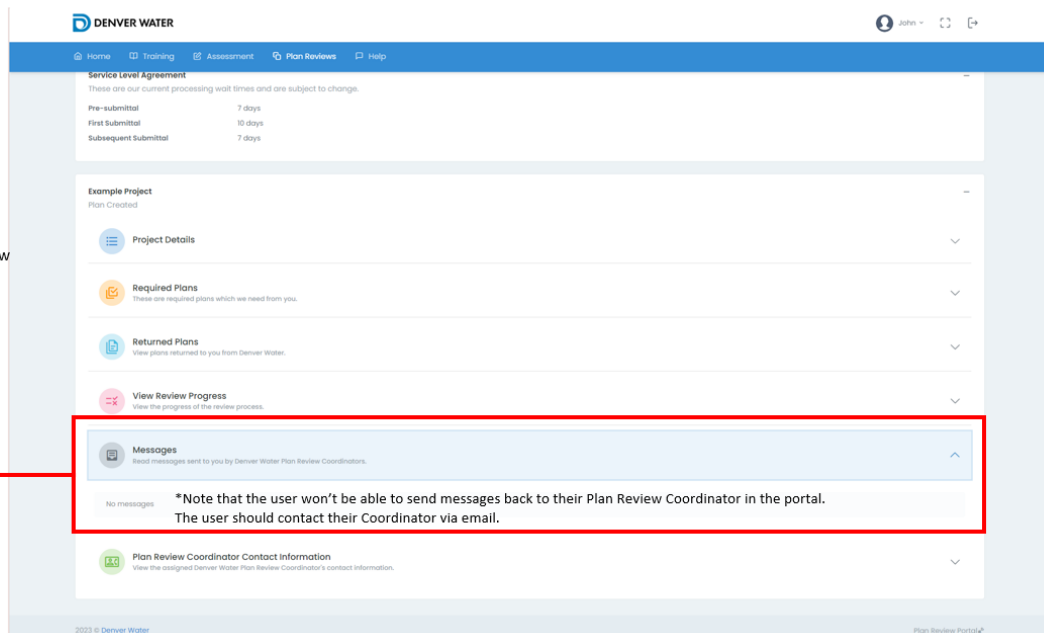 DENVER WATER
John
Home Training Assessment Plan Reviews Help
Service Level Agreement
These are our current processing wait times and are subject to change.
Pre-submittal 7 days
First Submittal 10 days
Subsequent Submittal 7 days
Example Project
Plan Created
Project Details
w
Required Plans
These are required plans which we need from you.
Returned Plans
View plans returned to you from Denver Water.
View Review Progress
View the progress of the review process.
Messages
Read messages sent to you by Denver Water Plan Review Coordinators.
No messages
*Note that the user won't be able to send messages back to their Plan Review Coordinator in the portal.
The user should contact their Coordinator via email.
Plan Review Coordinator Contact Information
View the assigned Denver Water Plan Review Coordinator's contact information.
2023 © Denver Water
Plan Review Portal